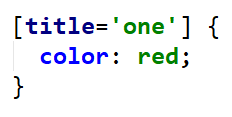 [title='one'] {
  color: red;
}